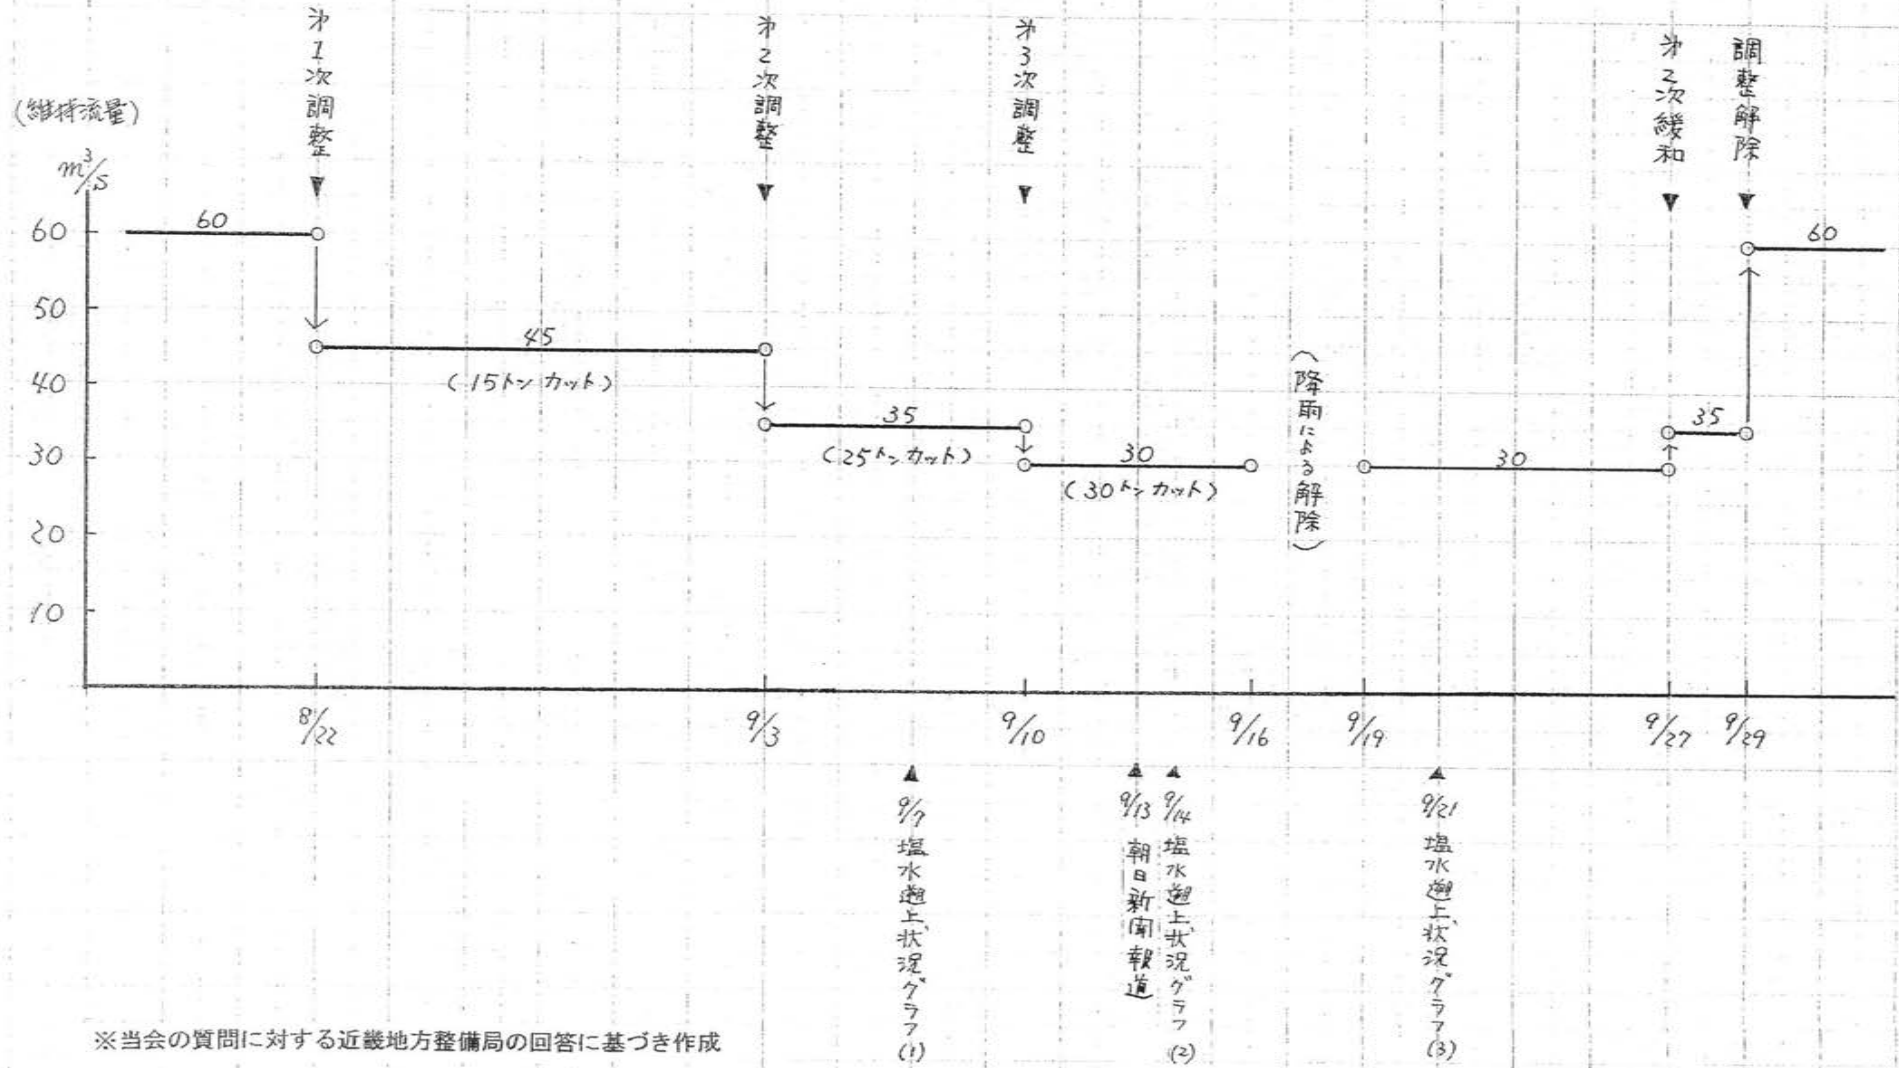 才1次調整
才2次調整
才3次調整
才2次緩和
調整解除
(維持流量)
m³/s
60
50
40
30
20
10
60
45
(15トンカット)
35
(25トンカット)
30
(30トンカット)
(降雨による解除)
30
35
60
8/22
9/3
9/10
9/16
9/19
9/27
9/29
9/7 塩水遡上状況グラフ(1)
9/13 朝日新聞報道
9/14 塩水遡上状況グラフ(2)
9/21 塩水遡上状況グラフ(3)
※当会の質問に対する近畿地方整備局の回答に基づき作成